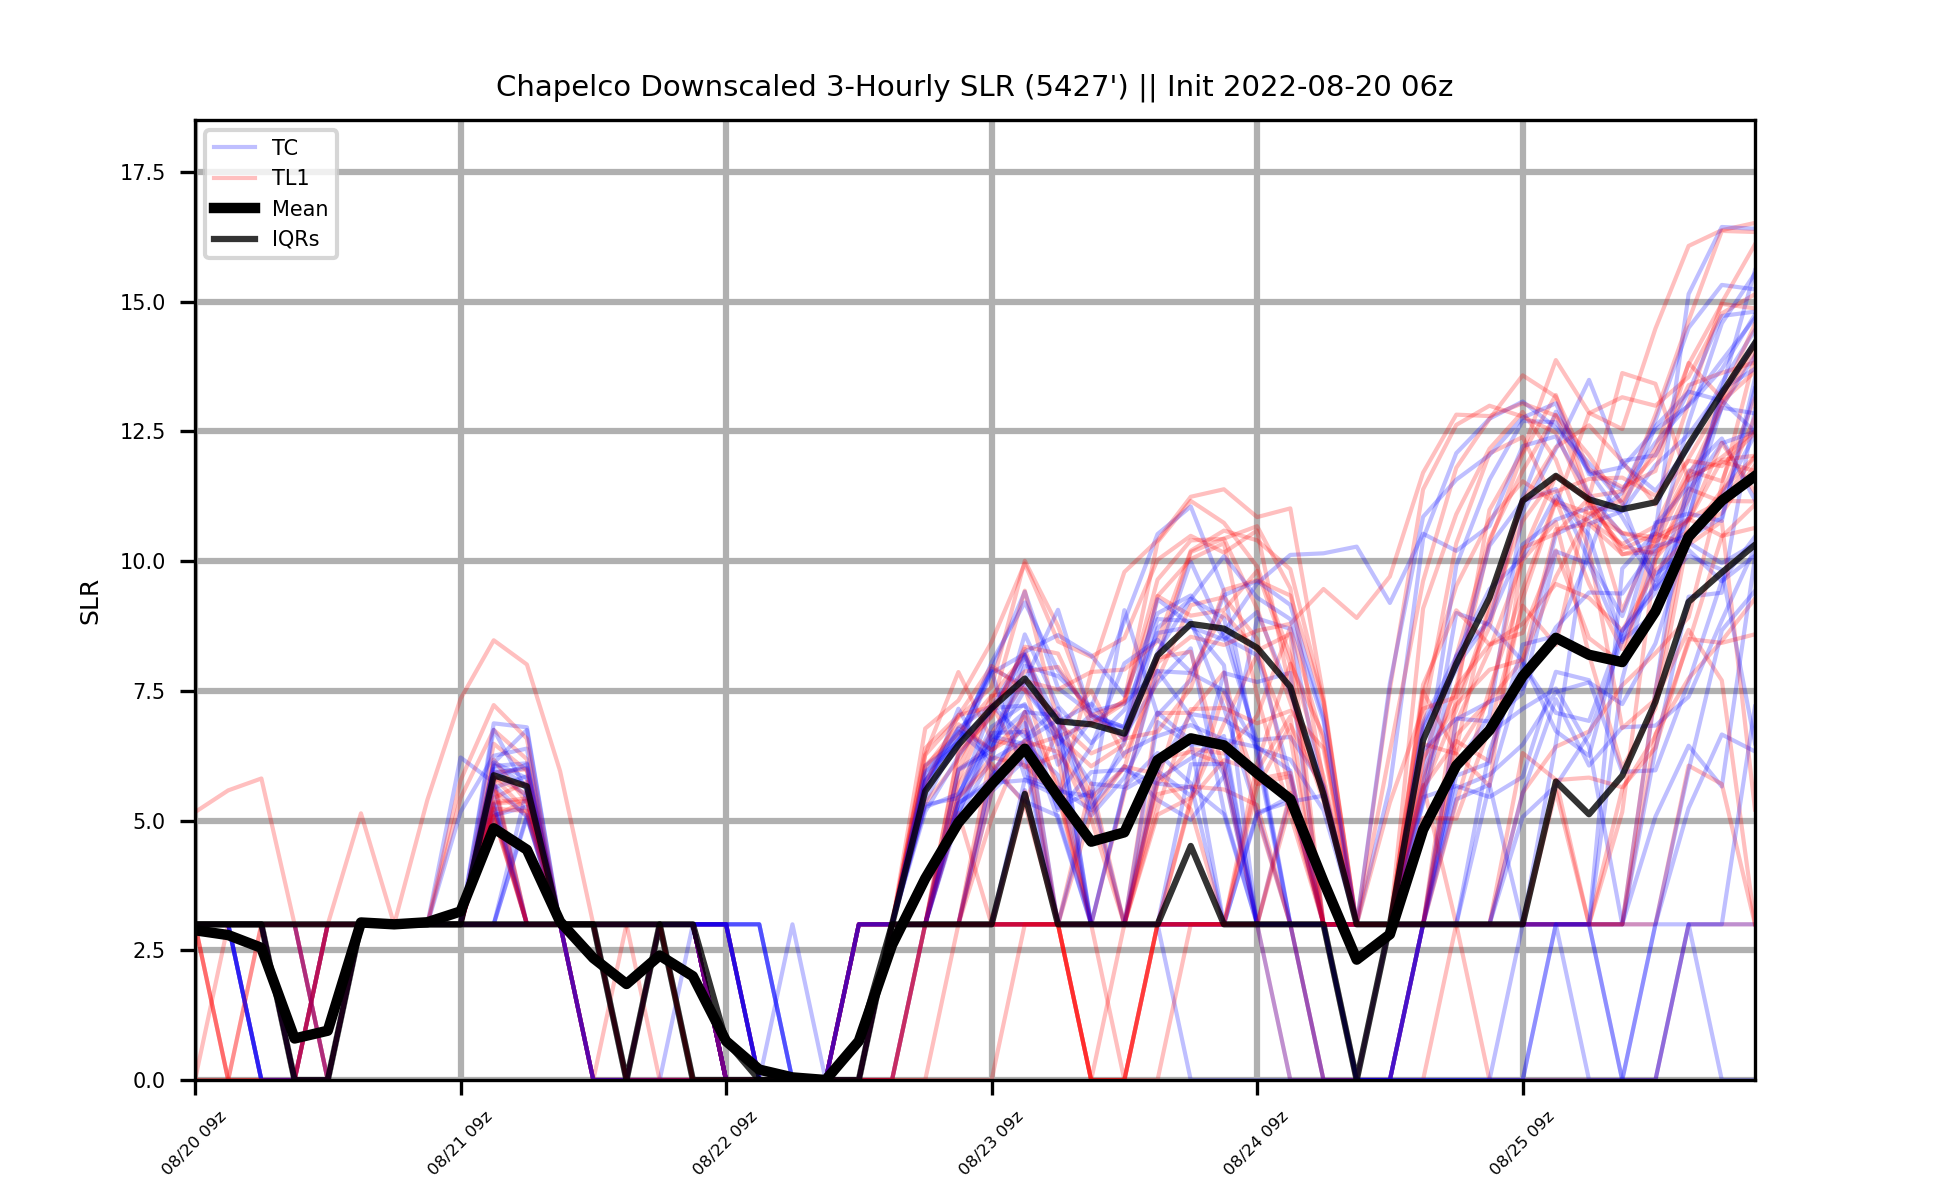 Chapelco Downscaled 3-Hourly SLR (5427') || Init 2022-08-20 06z
TC
TL1
Mean
IQRs
17.5
15.0
12.5
10.0
7.5
5.0
2.5
0.0
SLR
08/20 09z
08/21 09z
08/22 09z
08/23 09z
08/24 09z
08/25 09z